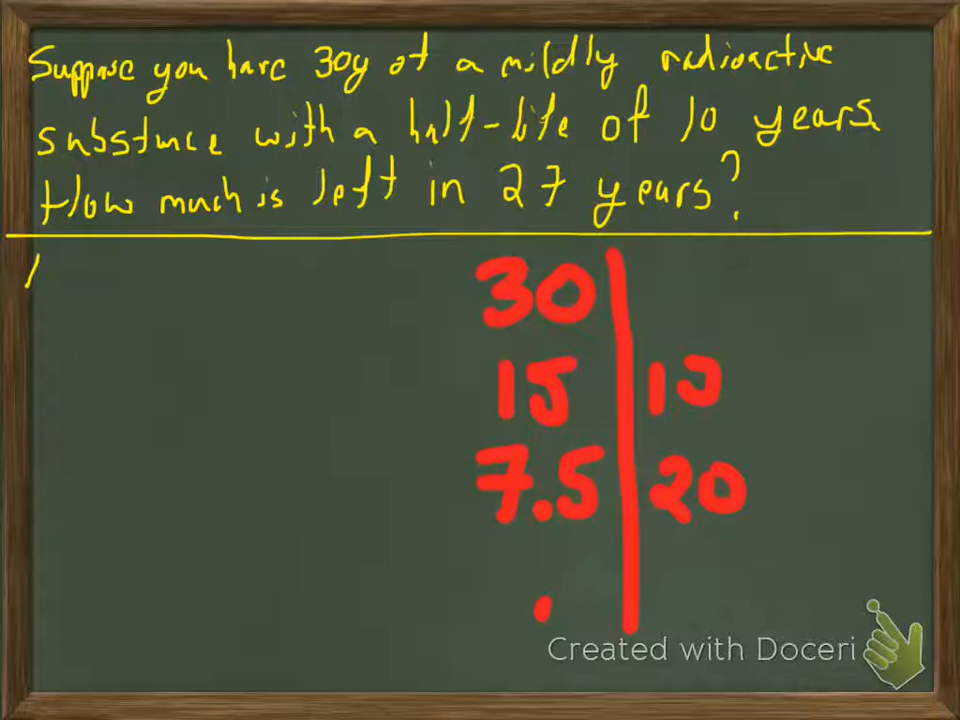 Suppose you have 30g of a mildly radioactive
substance with a half-life of 10 years
How much is left in 27 years?
30
15 10
7.5 20
.
Created with Doceri